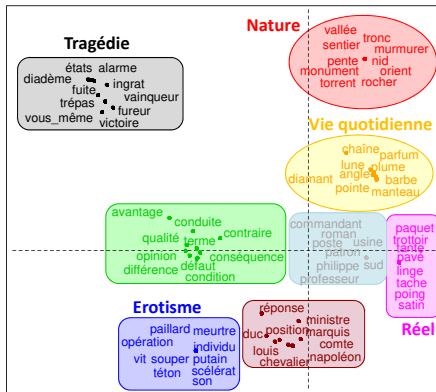 Tragédie
états alarme
diadème
ingrat
fuite
vainqueur
trépas
fureur
vous_même
victoire
Nature
vallée
tronc
sentier
murmurer
pente
nid
monument
orient
torrent
rocher
Vie quotidienne
chaîne
parfum
lune
plume
diamant
angle
barbe
pointe
manteau
avantage
conduite
qualité
terme
contraire
opinion
conséquence
différence
défaut
condition
commandant
roman
poste
usine
patron
philippe
sud
professeur
paquet
trottoir
tante
pavé
linge
tache
poing
satin
Réel
Erotisme
paillard
meurtre
opération
individu
vit souper
putain
téton
scélérat
son
réponse
ministre
duc
position
marquis
louis
comte
chevalier
napoléon